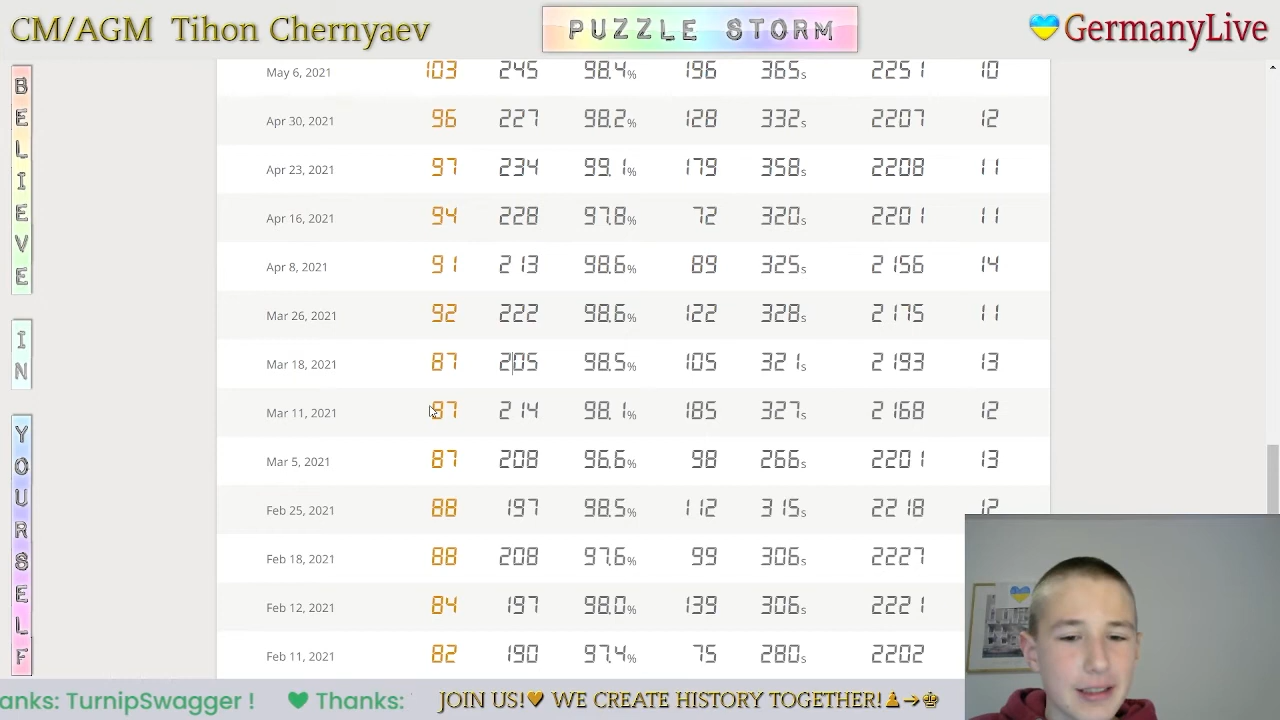 CM/AGM Tihon Chernyaev
PUZZLE STORM
GermanyLive
BELIEVE
IN
YOURSELF
May 6, 2021 103 245 98.4% 196 365s 2251 10
Apr 30, 2021 96 227 98.2% 128 332s 2207 12
Apr 23, 2021 97 234 99.1% 179 358s 2208 11
Apr 16, 2021 94 228 97.8% 72 320s 2201 11
Apr 8, 2021 91 213 98.6% 89 325s 2156 14
Mar 26, 2021 92 222 98.6% 122 328s 2175 11
Mar 18, 2021 87 205 98.5% 105 321s 2193 13
Mar 11, 2021 87 214 98.1% 185 327s 2168 12
Mar 5, 2021 87 208 96.6% 98 266s 2201 13
Feb 25, 2021 88 197 98.5% 112 315s 2218 12
Feb 18, 2021 88 208 97.6% 99 306s 2227
Feb 12, 2021 84 197 98.0% 139 306s 2221
Feb 11, 2021 82 190 97.4% 75 280s 2202
anks: TurnipSwagger ! 💚 Thanks: JOIN US!🧡 WE CREATE HISTORY TOGETHER!♟→♚